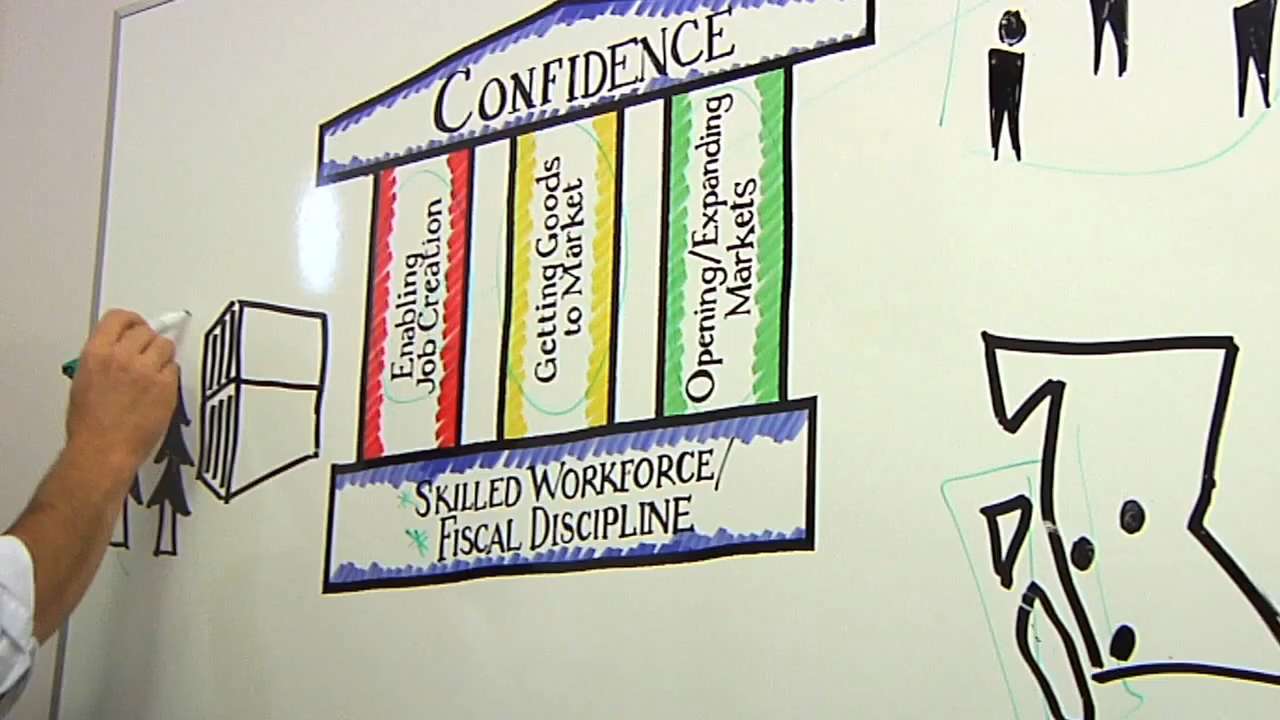 CONFIDENCE
Enabling
Job Creation
Getting Goods
to Market
Opening/Expanding
Markets
* SKILLED WORKFORCE/
* FISCAL DISCIPLINE